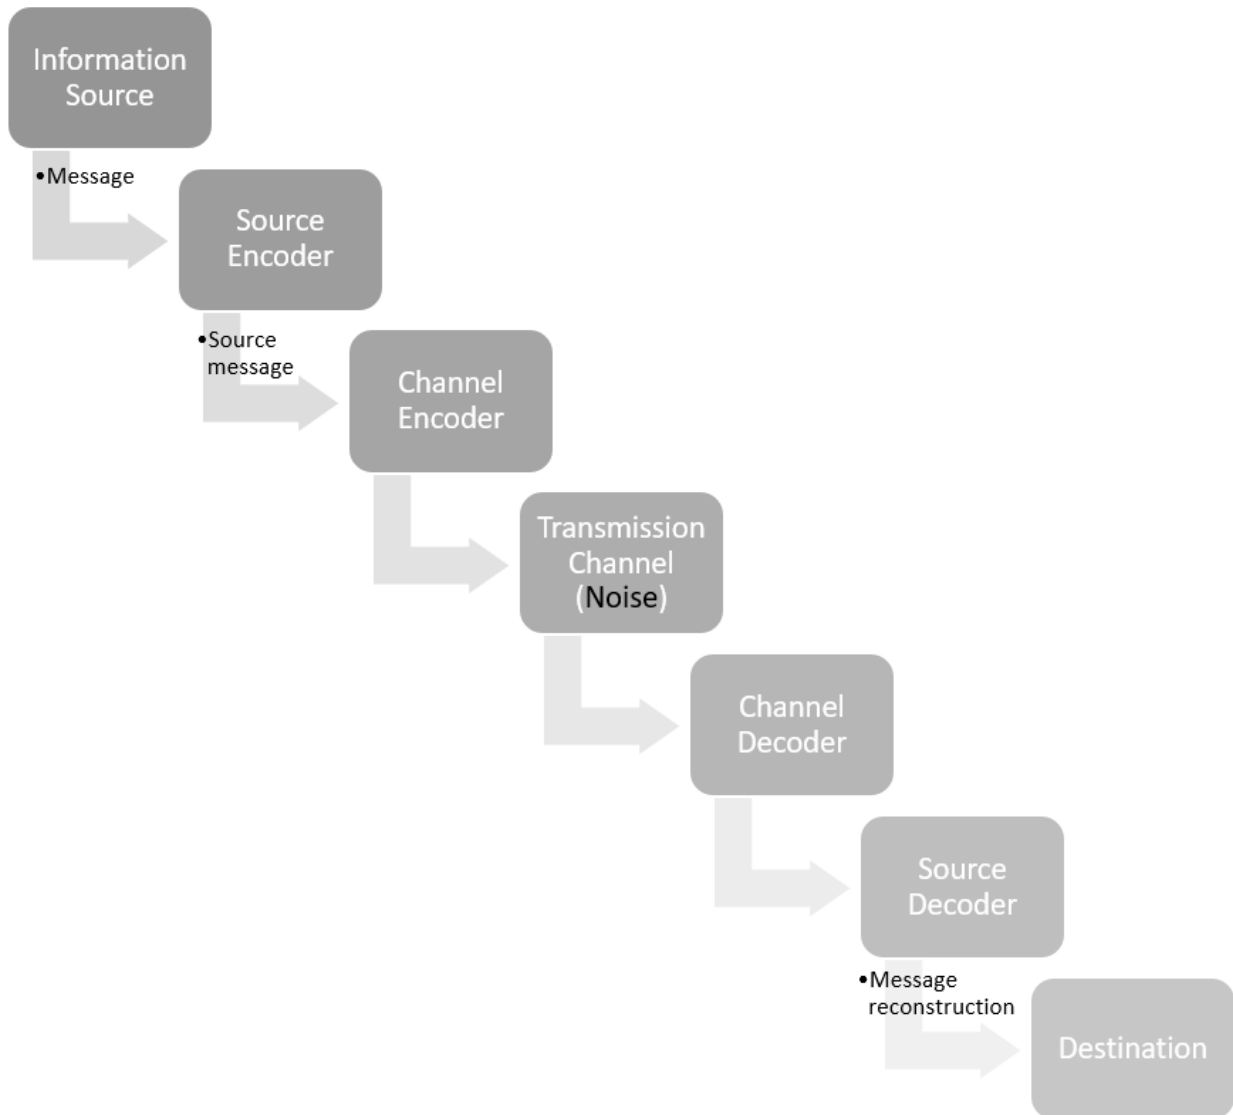 Information
Source
•Message
Source
Encoder
•Source
message
Channel
Encoder
Transmission
Channel
(Noise)
Channel
Decoder
Source
Decoder
•Message
reconstruction
Destination